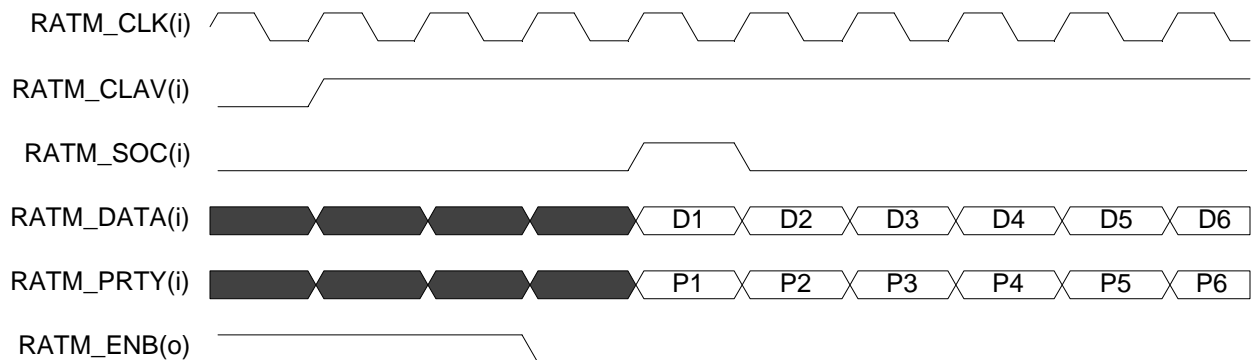 RATM_CLK(i)
RATM_CLAV(i)
RATM_SOC(i)
RATM_DATA(i) D1 D2 D3 D4 D5 D6
RATM_PRTY(i) P1 P2 P3 P4 P5 P6
RATM_ENB(o)